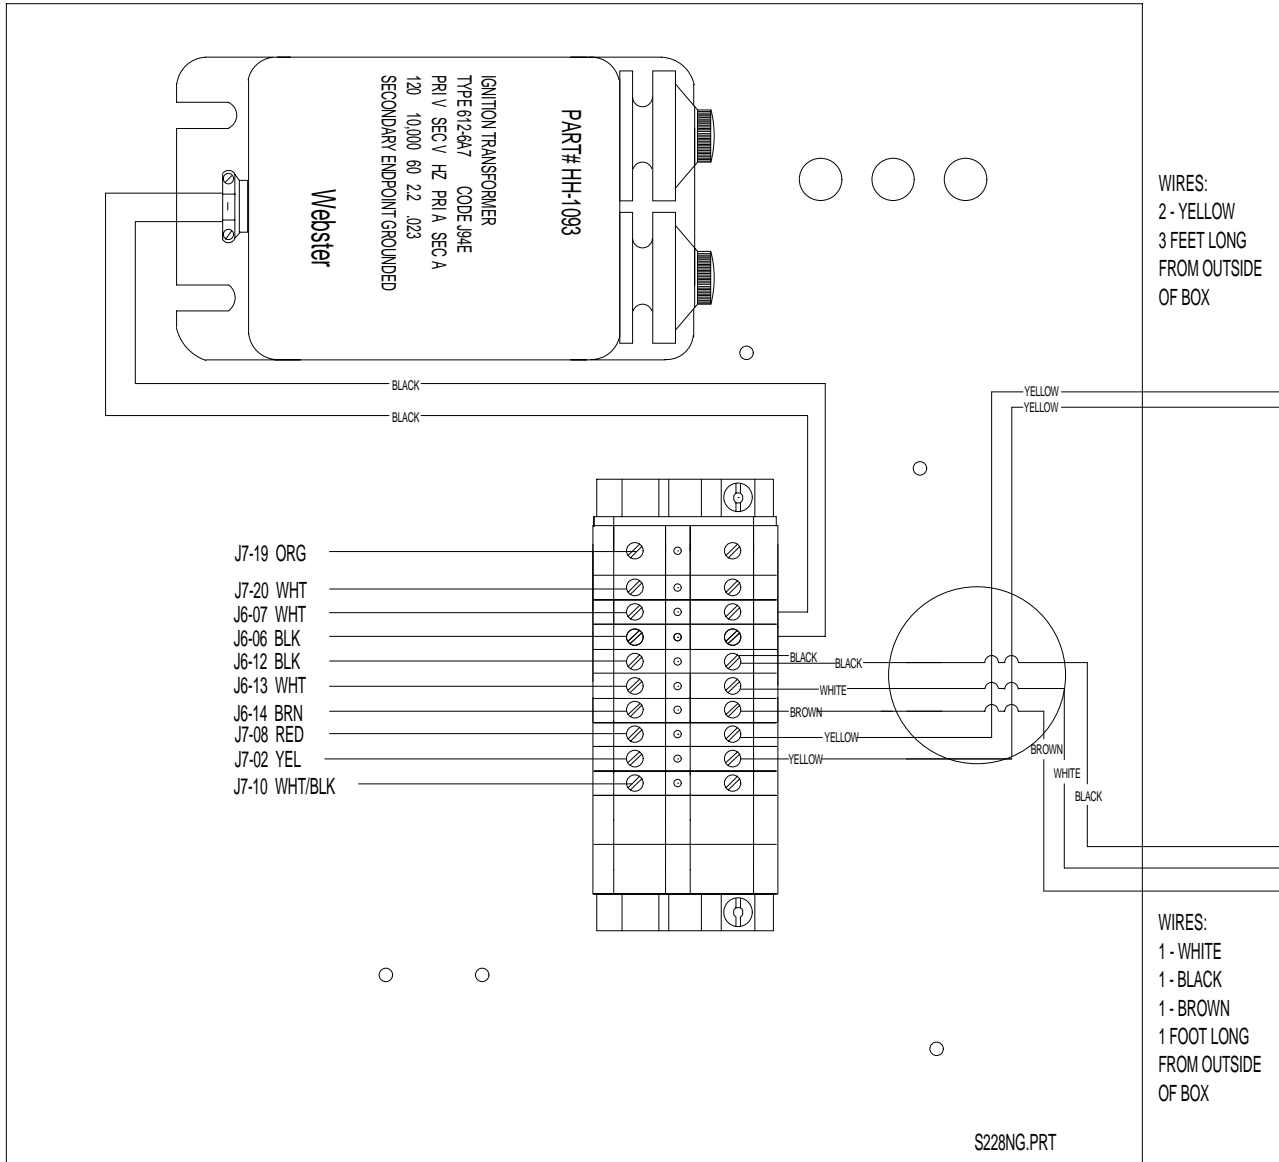 PART# HH-1093
IGNITION TRANSFORMER
TYPE 612-6A7 CODE J94E
PRI V SEC V HZ PRI A SEC A
120 10,000 60 2.2 .023
SECONDARY ENDPOINT GROUNDED
Webster
WIRES:
2 - YELLOW
3 FEET LONG
FROM OUTSIDE
OF BOX
BLACK
BLACK
YELLOW
YELLOW
J7-19 ORG
J7-20 WHT
J6-07 WHT
J6-06 BLK
J6-12 BLK
J6-13 WHT
J6-14 BRN
J7-08 RED
J7-02 YEL
J7-10 WHT/BLK
BLACK
BLACK
WHITE
BROWN
YELLOW
YELLOW
BROWN
WHITE
BLACK
WIRES:
1 - WHITE
1 - BLACK
1 - BROWN
1 FOOT LONG
FROM OUTSIDE
OF BOX
S228NG.PRT